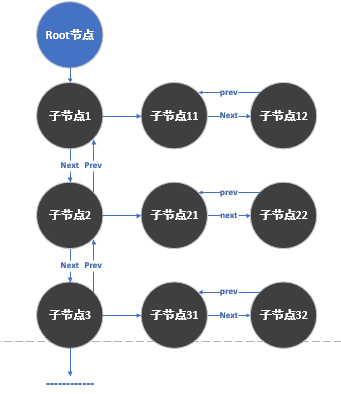 Root节点
prev
子节点1 子节点11 Next 子节点12
Next Prev
prev
子节点2 子节点21 next 子节点22
Next Prev
prev
子节点3 子节点31 Next 子节点32
------------